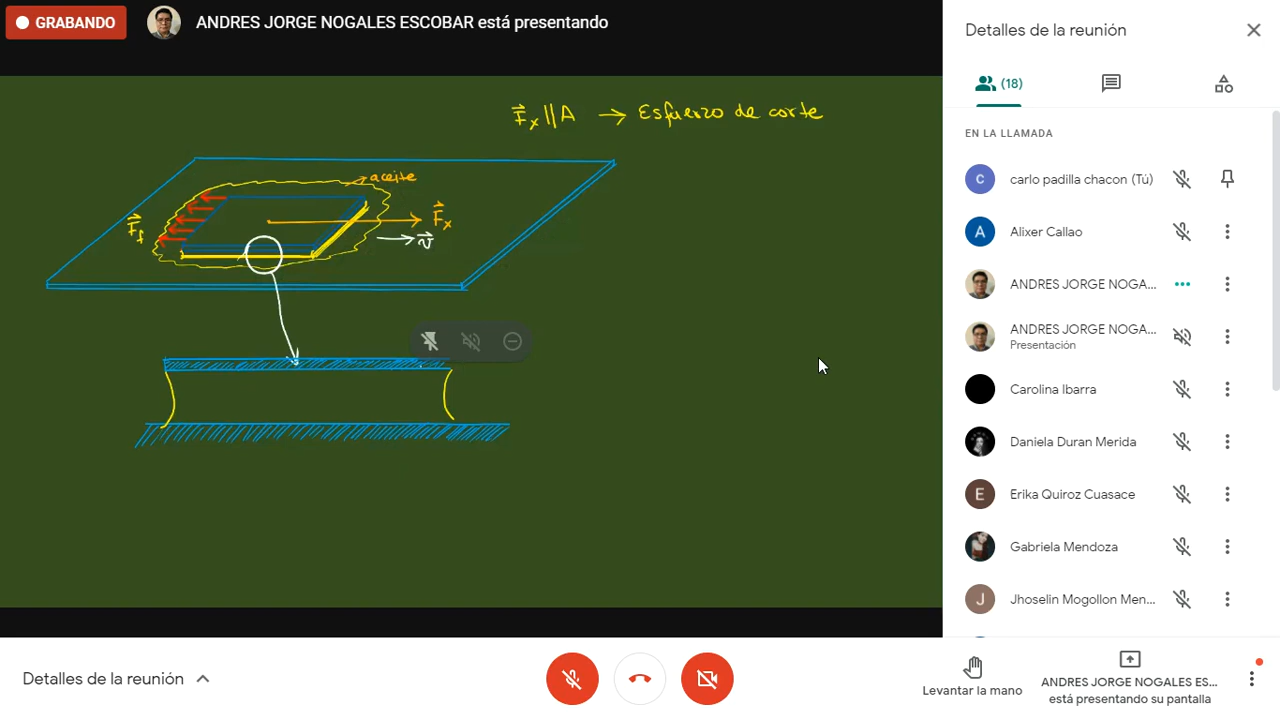 GRABANDO
ANDRES JORGE NOGALES ESCOBAR está presentando
F⃗x // A → Esfuerzo de corte
aceite
F⃗f
F⃗x
v⃗
Detalles de la reunión
(18)
EN LA LLAMADA
C
carlo padilla chacon (Tú)
A
Alixer Callao
ANDRES JORGE NOGA...
ANDRES JORGE NOGA...
Presentación
Carolina Ibarra
Daniela Duran Merida
E
Erika Quiroz Cuasace
Gabriela Mendoza
J
Jhoselin Mogollon Men...
Detalles de la reunión
Levantar la mano
ANDRES JORGE NOGALES ES...
está presentando su pantalla